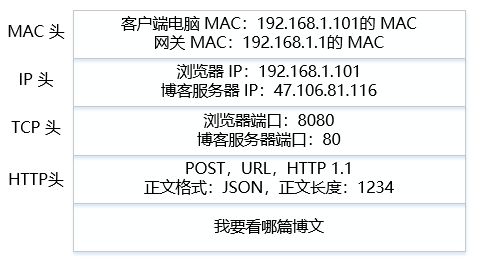 MAC 头
客户端电脑 MAC：192.168.1.101的 MAC
网关 MAC：192.168.1.1的 MAC
IP 头
浏览器 IP：192.168.1.101
博客服务器 IP：47.106.81.116
TCP 头
浏览器端口：8080
博客服务器端口：80
HTTP头
POST，URL，HTTP 1.1
正文格式：JSON，正文长度：1234
我要看哪篇博文